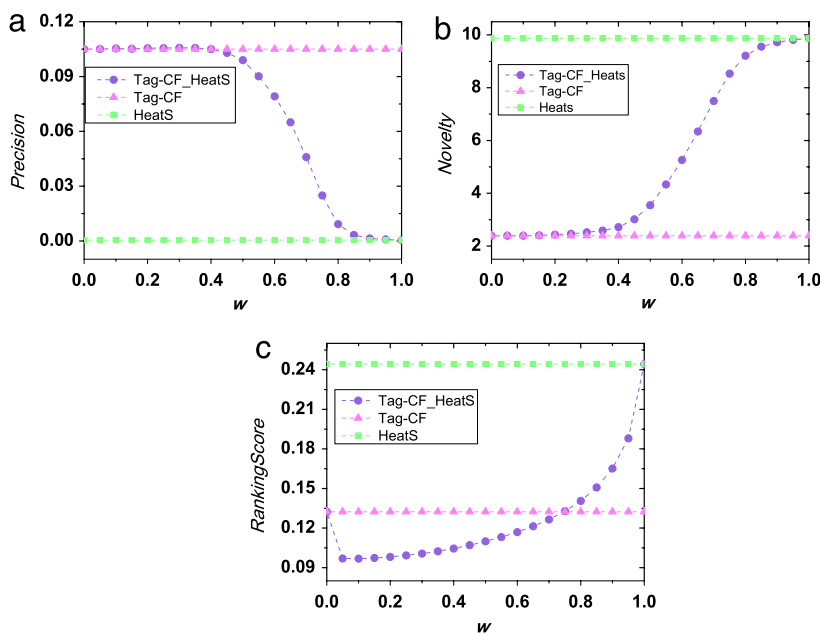 a
Precision
0.12
0.09
0.06
0.03
0.00
Tag-CF_HeatS
Tag-CF
HeatS
0.0 0.2 0.4 0.6 0.8 1.0
w
b
Novelty
10
8
6
4
2
Tag-CF_Heats
Tag-CF
Heats
0.0 0.2 0.4 0.6 0.8 1.0
w
c
RankingScore
0.24
0.21
0.18
0.15
0.12
0.09
Tag-CF_HeatS
Tag-CF
HeatS
0.0 0.2 0.4 0.6 0.8 1.0
w